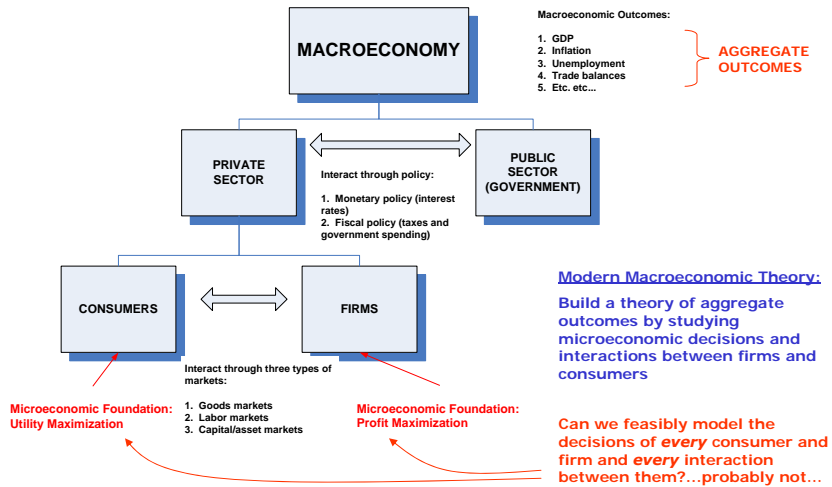 MACROECONOMY
Macroeconomic Outcomes:
1. GDP
2. Inflation
3. Unemployment
4. Trade balances
5. Etc. etc...
AGGREGATE
OUTCOMES
PRIVATE
SECTOR
PUBLIC
SECTOR
(GOVERNMENT)
Interact through policy:
1. Monetary policy (interest
rates)
2. Fiscal policy (taxes and
government spending)
CONSUMERS
FIRMS
Interact through three types of
markets:
1. Goods markets
2. Labor markets
3. Capital/asset markets
Microeconomic Foundation:
Utility Maximization
Microeconomic Foundation:
Profit Maximization
Modern Macroeconomic Theory:
Build a theory of aggregate
outcomes by studying
microeconomic decisions and
interactions between firms and
consumers
Can we feasibly model the
decisions of every consumer and
firm and every interaction
between them?...probably not...